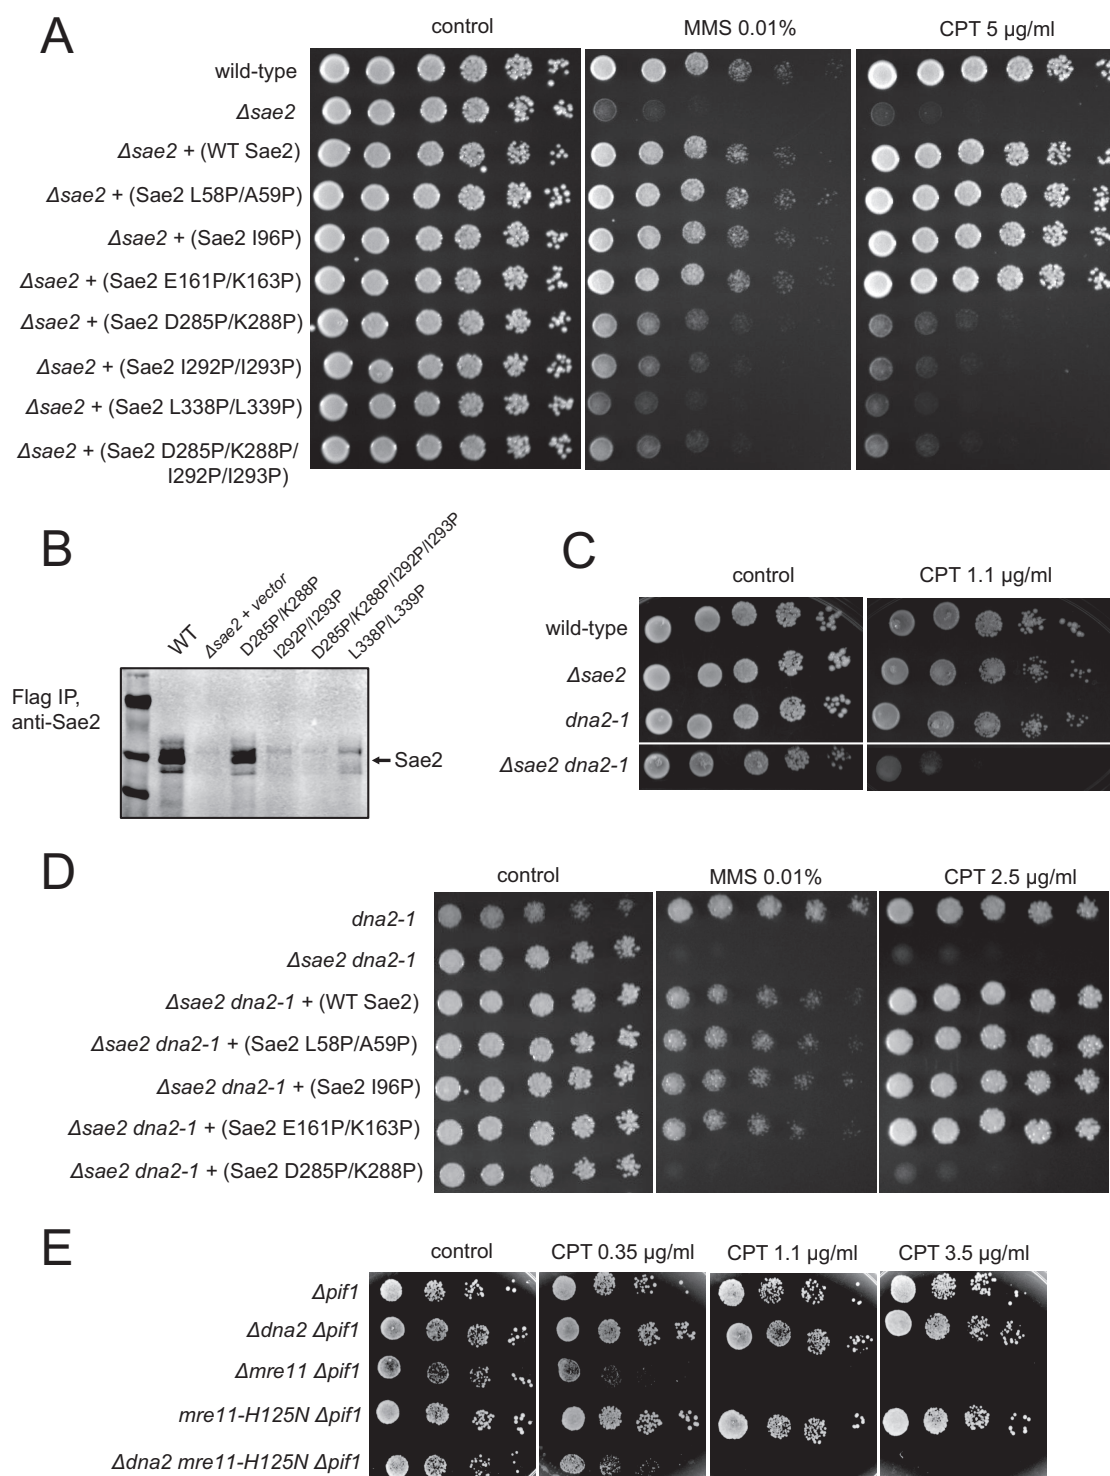 A
control
MMS 0.01%
CPT 5 µg/ml
wild-type
Δsae2
Δsae2 + (WT Sae2)
Δsae2 + (Sae2 L58P/A59P)
Δsae2 + (Sae2 I96P)
Δsae2 + (Sae2 E161P/K163P)
Δsae2 + (Sae2 D285P/K288P)
Δsae2 + (Sae2 I292P/I293P)
Δsae2 + (Sae2 L338P/L339P)
Δsae2 + (Sae2 D285P/K288P/
I292P/I293P)
B
WT
Δsae2 + vector
D285P/K288P
I292P/I293P
D285P/K288P/I292P/I293P
L338P/L339P
Flag IP,
anti-Sae2
Sae2
C
control
CPT 1.1 µg/ml
wild-type
Δsae2
dna2-1
Δsae2 dna2-1
D
control
MMS 0.01%
CPT 2.5 µg/ml
dna2-1
Δsae2 dna2-1
Δsae2 dna2-1 + (WT Sae2)
Δsae2 dna2-1 + (Sae2 L58P/A59P)
Δsae2 dna2-1 + (Sae2 I96P)
Δsae2 dna2-1 + (Sae2 E161P/K163P)
Δsae2 dna2-1 + (Sae2 D285P/K288P)
E
control
CPT 0.35 µg/ml
CPT 1.1 µg/ml
CPT 3.5 µg/ml
Δpif1
Δdna2 Δpif1
Δmre11 Δpif1
mre11-H125N Δpif1
Δdna2 mre11-H125N Δpif1